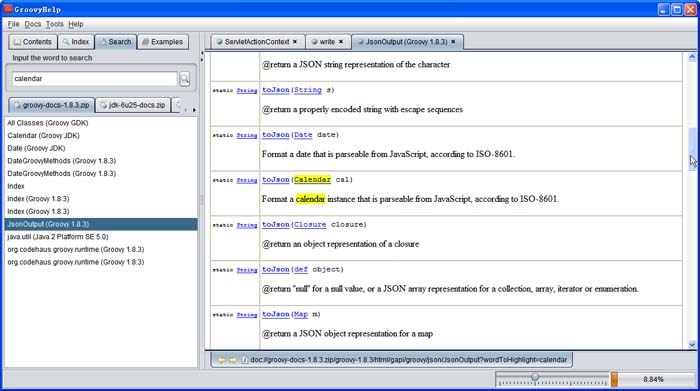 GroovyHelp
File Docs Tools Help
Contents Index Search Examples
Input the word to search
calendar
groovy-docs-1.8.3.zip jdk-6u25-docs.zip
All Classes (Groovy GDK)
Calendar (Groovy JDK)
Date (Groovy JDK)
DateGroovyMethods (Groovy 1.8.3)
DateGroovyMethods (Groovy 1.8.3)
Index
Index (Groovy 1.8.3)
Index (Groovy 1.8.3)
JsonOutput (Groovy 1.8.3)
java.util (Java 2 Platform SE 5.0)
org.codehaus.groovy.runtime (Groovy 1.8.3)
org.codehaus.groovy.runtime (Groovy 1.8.3)
ServletActionContext write JsonOutput (Groovy 1.8.3)
@return a JSON string representation of the character
static String toJson(String s)
@return a properly encoded string with escape sequences
static String toJson(Date date)
Format a date that is parseable from JavaScript, according to ISO-8601.
static String toJson(Calendar cal)
Format a calendar instance that is parseable from JavaScript, according to ISO-8601.
static String toJson(Closure closure)
@return an object representation of a closure
static String toJson(def object)
@return "null" for a null value, or a JSON array representation for a collection, array, iterator or enumeration.
static String toJson(Map m)
@return a JSON object representation for a map
doc://groovy-docs-1.8.3.zip/groovy-1.8.3/html/gapi/groovy/json/JsonOutput?wordToHighlight=calendar
8.84%